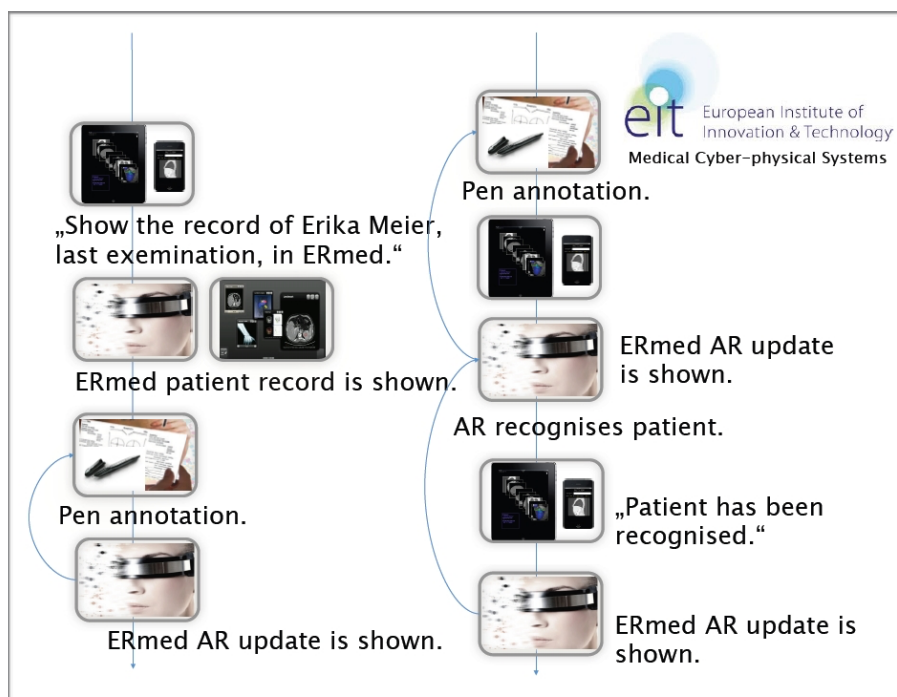 „Show the record of Erika Meier,
last exemination, in ERmed.“
ERmed patient record is shown.
Pen annotation.
ERmed AR update is shown.
eit European Institute of
Innovation & Technology
Medical Cyber-physical Systems
Pen annotation.
ERmed AR update
is shown.
AR recognises patient.
„Patient has been
recognised.“
ERmed AR update is
shown.